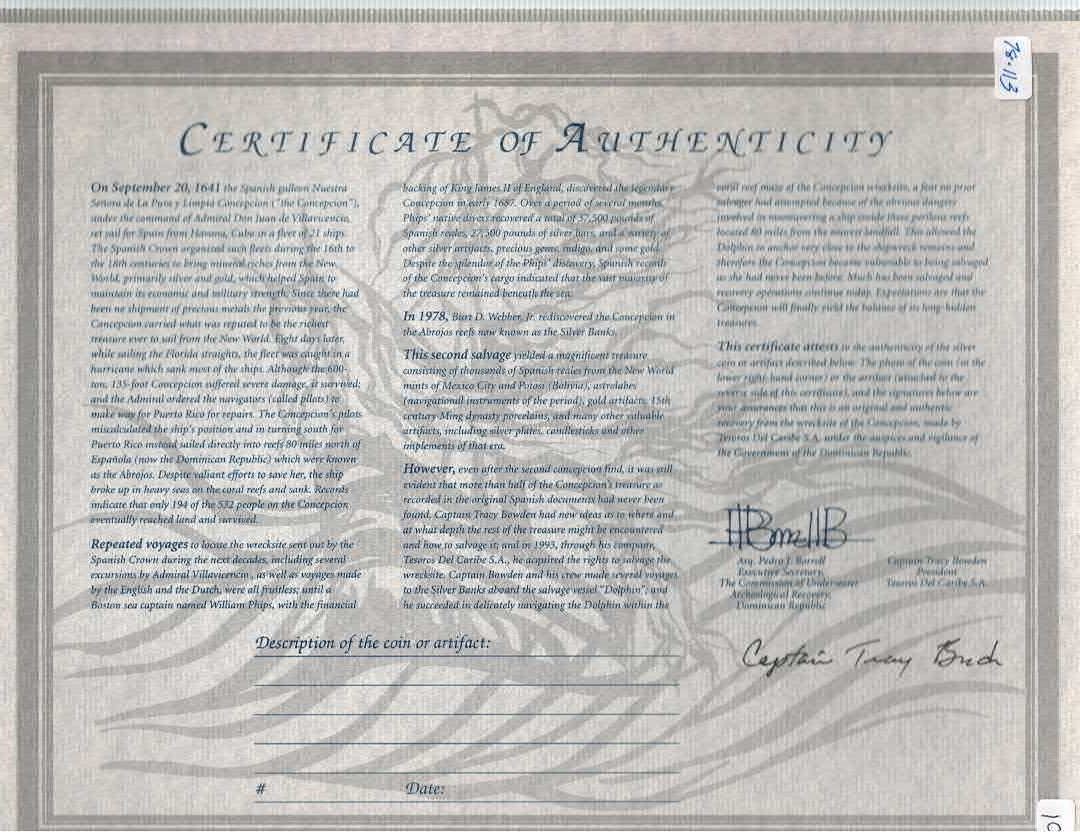 78-113
CERTIFICATE OF AUTHENTICITY
On September 20, 1641 the Spanish galleon Nuestra
Señora de La Pura y Limpia Concepcion ("the Concepcion"),
under the command of Admiral Don Juan de Villavicencio,
set sail for Spain from Havana, Cuba in a fleet of 21 ships.
The Spanish Crown organized such fleets during the 16th to
the 18th centuries to bring mineral riches from the New
World, primarily silver and gold, which helped Spain to
maintain its economic and military strength. Since there had
been no shipment of precious metals the previous year, the
Concepcion carried what was reputed to be the richest
treasure ever to sail from the New World. Eight days later,
while sailing the Florida straights, the fleet was caught in a
hurricane which sank most of the ships. Although the 600-
ton, 135-foot Concepcion suffered severe damage, it survived;
and the Admiral ordered the navigators (called pilots) to
make way for Puerto Rico for repairs. The Concepcion's pilots
miscalculated the ship's position and in turning south for
Puerto Rico instead sailed directly into reefs 80 miles north of
Española (now the Dominican Republic) which were known
as the Abrojos. Despite valiant efforts to save her, the ship
broke up in heavy seas on the coral reefs and sank. Records
indicate that only 194 of the 532 people on the Concepcion
eventually reached land and survived.
Repeated voyages to locate the wrecksite sent out by the
Spanish Crown during the next decades, including several
excursions by Admiral Villavicencio, as well as voyages made
by the English and the Dutch, were all fruitless; until a
Boston sea captain named William Phips, with the financial
backing of King James II of England, discovered the legendary
Concepcion in early 1687. Over a period of several months,
Phips' native divers recovered a total of 37,500 pounds of
Spanish reales, 27,500 pounds of silver bars, and a variety of
other silver artifacts, precious gems, indigo, and some gold.
Despite the splendor of the Phips' discovery, Spanish records
of the Concepcion's cargo indicated that the vast majority of
the treasure remained beneath the sea.
In 1978, Burt D. Webber, Jr. rediscovered the Concepcion in
the Abrojos reefs now known as the Silver Banks.
This second salvage yielded a magnificent treasure
consisting of thousands of Spanish reales from the New World
mints of Mexico City and Potosi (Bolivia), astrolabes
(navigational instruments of the period), gold artifacts, 15th
century Ming dynasty porcelains, and many other valuable
artifacts, including silver plates, candlesticks and other
implements of that era.
However, even after the second concepcion find, it was still
evident that more than half of the Concepcion's treasure as
recorded in the original Spanish documents had never been
found. Captain Tracy Bowden had new ideas as to where and
at what depth the rest of the treasure might be encountered
and how to salvage it; and in 1993, through his company,
Tesoros Del Caribe S.A., he acquired the rights to salvage the
wrecksite. Captain Bowden and his crew made several voyages
to the Silver Banks aboard the salvage vessel "Dolphin"; and
he succeeded in delicately navigating the Dolphin within the
coral reef maze of the Concepcion wrecksite, a feat no prior
salvager had attempted because of the obvious dangers
involved in maneuvering a ship inside these perilous reefs
located 80 miles from the nearest landfall. This allowed the
Dolphin to anchor very close to the shipwreck remains and
therefore the Concepcion became vulnerable to being salvaged
as she had never been before. Much has been salvaged and
recovery operations continue today. Expectations are that the
Concepcion will finally yield the balance of its long-hidden
treasures.
This certificate attests to the authenticity of the silver
coin or artifact described below. The photo of the coin (in the
lower right-hand corner) or the artifact (attached to the
reverse side of this certificate), and the signatures below are
your assurances that this is an original and authentic
recovery from the wrecksite of the Concepcion, made by
Tesoros Del Caribe S.A. under the auspices and vigilance of
the Government of the Dominican Republic.
Arq. Pedro J. Borrell
Executive Secretary,
The Commission of Underwater
Archeological Recovery,
Dominican Republic
Captain Tracy Bowden
President
Tesoros Del Caribe S.A.
Captain Tracy Bowden
Description of the coin or artifact:
# Date: